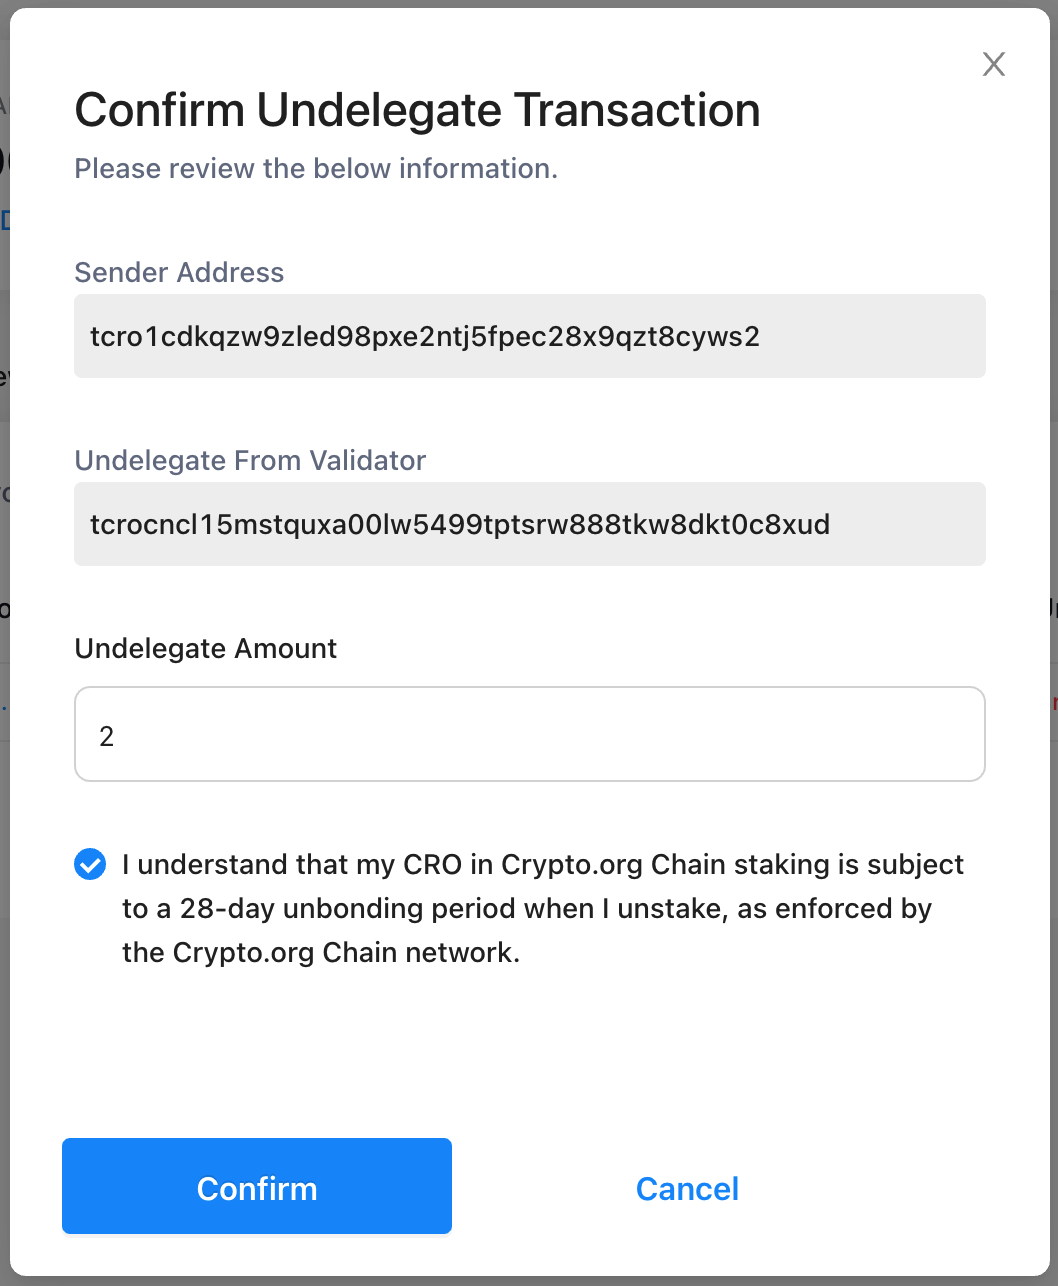 X
Confirm Undelegate Transaction
Please review the below information.
Sender Address
tcro1cdkqzw9zled98pxe2ntj5fpec28x9qzt8cyws2
Undelegate From Validator
tcrocncl15mstquxa00lw5499tptsrw888tkw8dkt0c8xud
Undelegate Amount
2
I understand that my CRO in Crypto.org Chain staking is subject
to a 28-day unbonding period when I unstake, as enforced by
the Crypto.org Chain network.
Confirm
Cancel